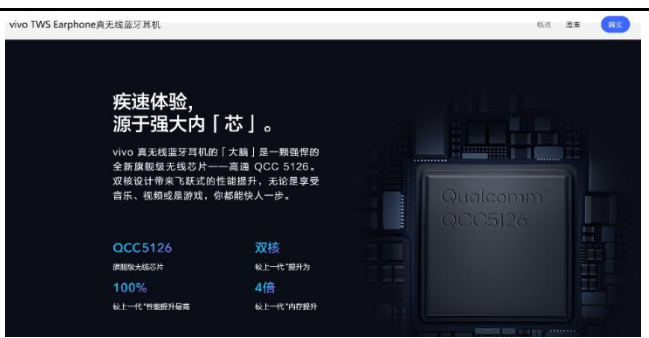 vivo TWS Earphone真无线蓝牙耳机
概览 图库 购买
疾速体验，
源于强大内「芯」。
vivo 真无线蓝牙耳机的「大脑」是一颗强悍的
全新旗舰级无线芯片——高通 QCC 5126。
双核设计带来飞跃式的性能提升，无论是享受
音乐、视频或是游戏，你都能快人一步。
Qualcomm
QCC5126
QCC5126 双核
旗舰级无线芯片 较上一代*提升为
100% 4倍
较上一代*性能提升最高 较上一代*内存提升